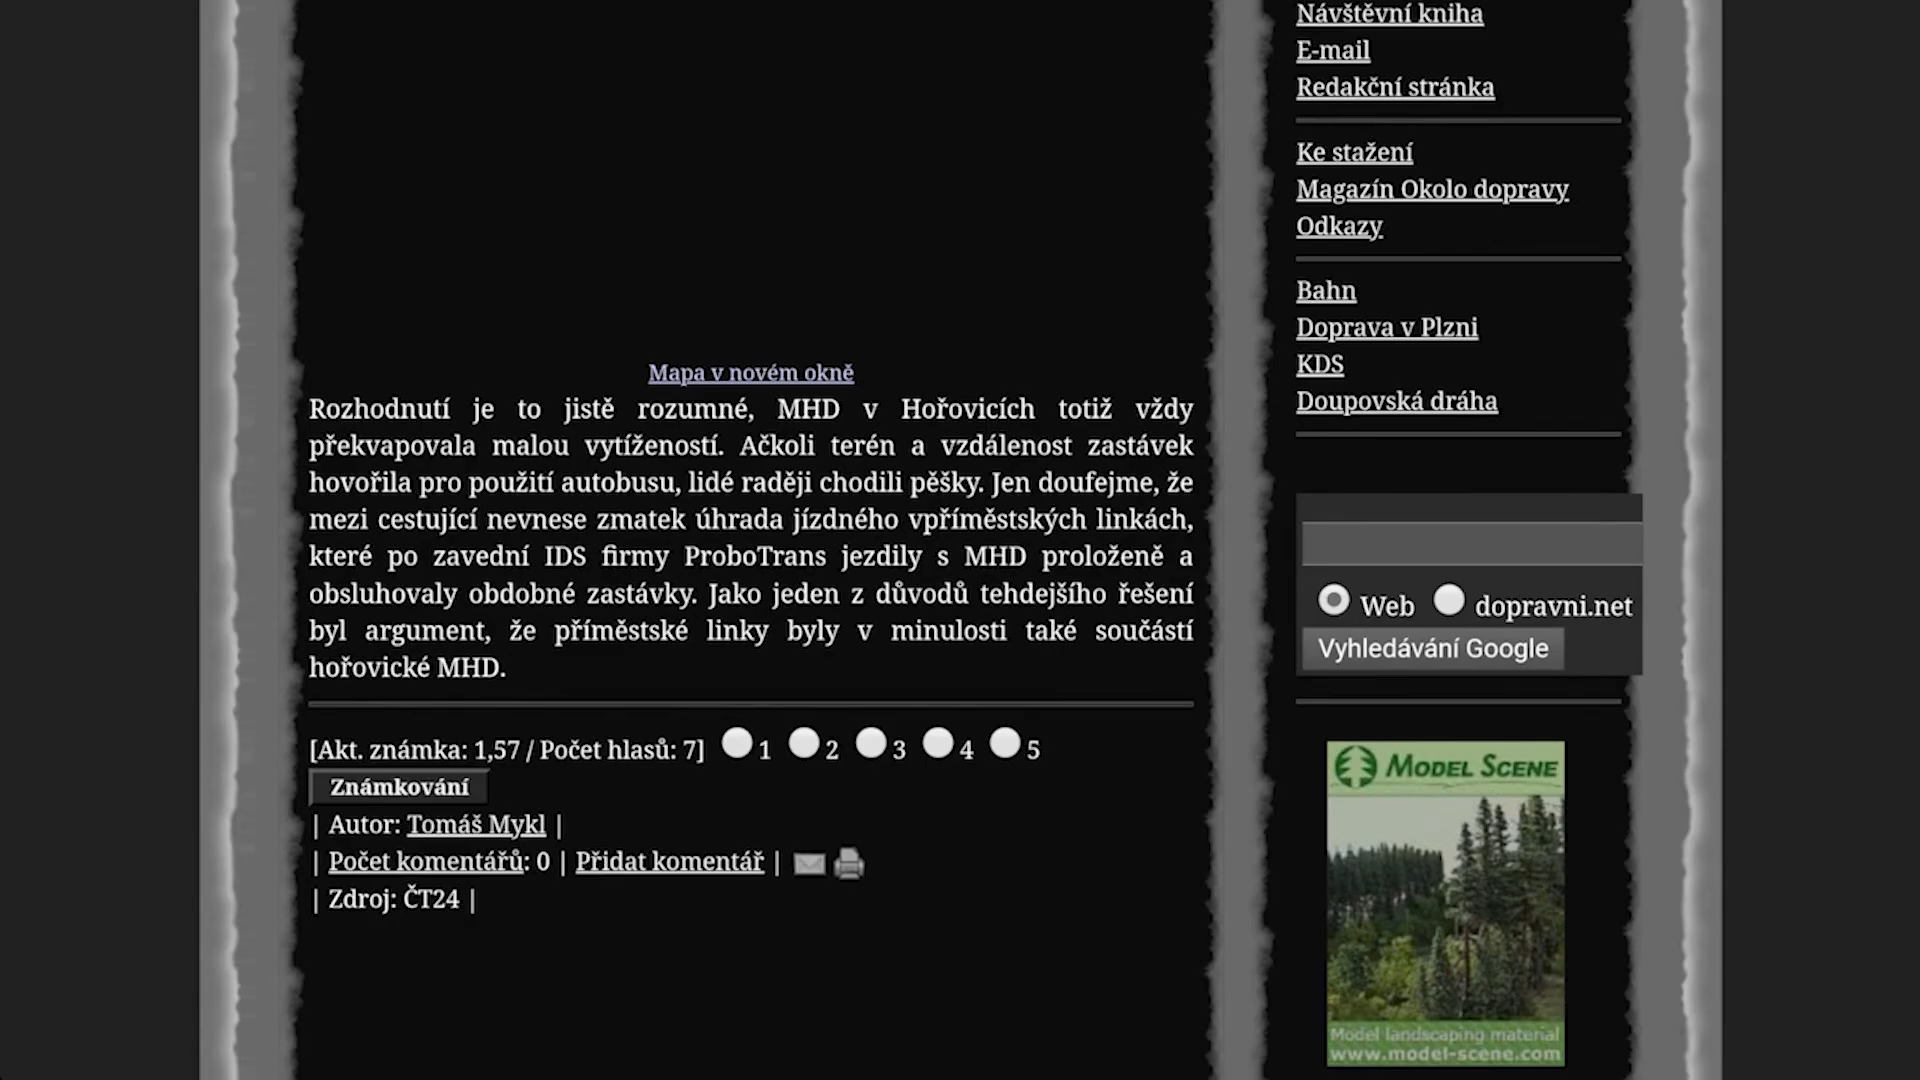 Mapa v novém okně
Rozhodnutí je to jistě rozumné, MHD v Hořovicích totiž vždy
překvapovala malou vytížeností. Ačkoli terén a vzdálenost zastávek
hovořila pro použití autobusu, lidé raději chodili pěšky. Jen doufejme, že
mezi cestující nevnese zmatek úhrada jízdného vpříměstských linkách,
které po zavední IDS firmy ProboTrans jezdily s MHD proloženě a
obsluhovaly obdobné zastávky. Jako jeden z důvodů tehdejšího řešení
byl argument, že příměstské linky byly v minulosti také součástí
hořovické MHD.
[Akt. známka: 1,57 / Počet hlasů: 7] 1 2 3 4 5
Známkování
| Autor: Tomáš Mykl |
| Počet komentářů: 0 | Přidat komentář |
| Zdroj: ČT24 |
Návštěvní kniha
E-mail
Redakční stránka
Ke stažení
Magazín Okolo dopravy
Odkazy
Bahn
Doprava v Plzni
KDS
Doupovská dráha
Web dopravni.net
Vyhledávání Google
MODEL SCENE
Model landscaping material
www.model-scene.com